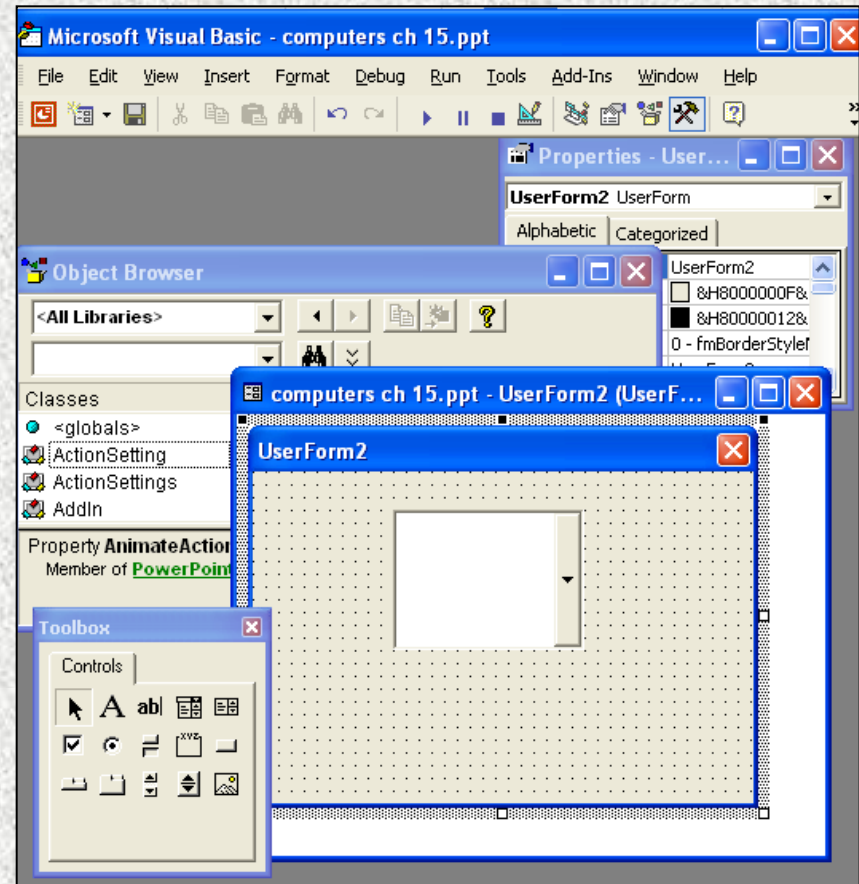 Microsoft Visual Basic - computers ch 15.ppt
File Edit View Insert Format Debug Run Tools Add-Ins Window Help
Properties - User...
UserForm2 UserForm
Alphabetic Categorized
UserForm2
&H8000000F&
&H80000012&
0 - fmBorderStyle
Object Browser
<All Libraries>
Classes
<globals>
ActionSetting
ActionSettings
AddIn
Property AnimateAction
Member of PowerPoint
computers ch 15.ppt - UserForm2 (UserF...
UserForm2
Toolbox
Controls
A ab|
xyz